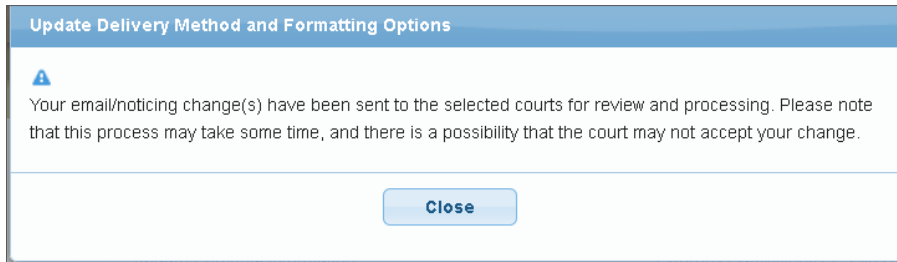 Update Delivery Method and Formatting Options
Your email/noticing change(s) have been sent to the selected courts for review and processing. Please note
that this process may take some time, and there is a possibility that the court may not accept your change.
Close